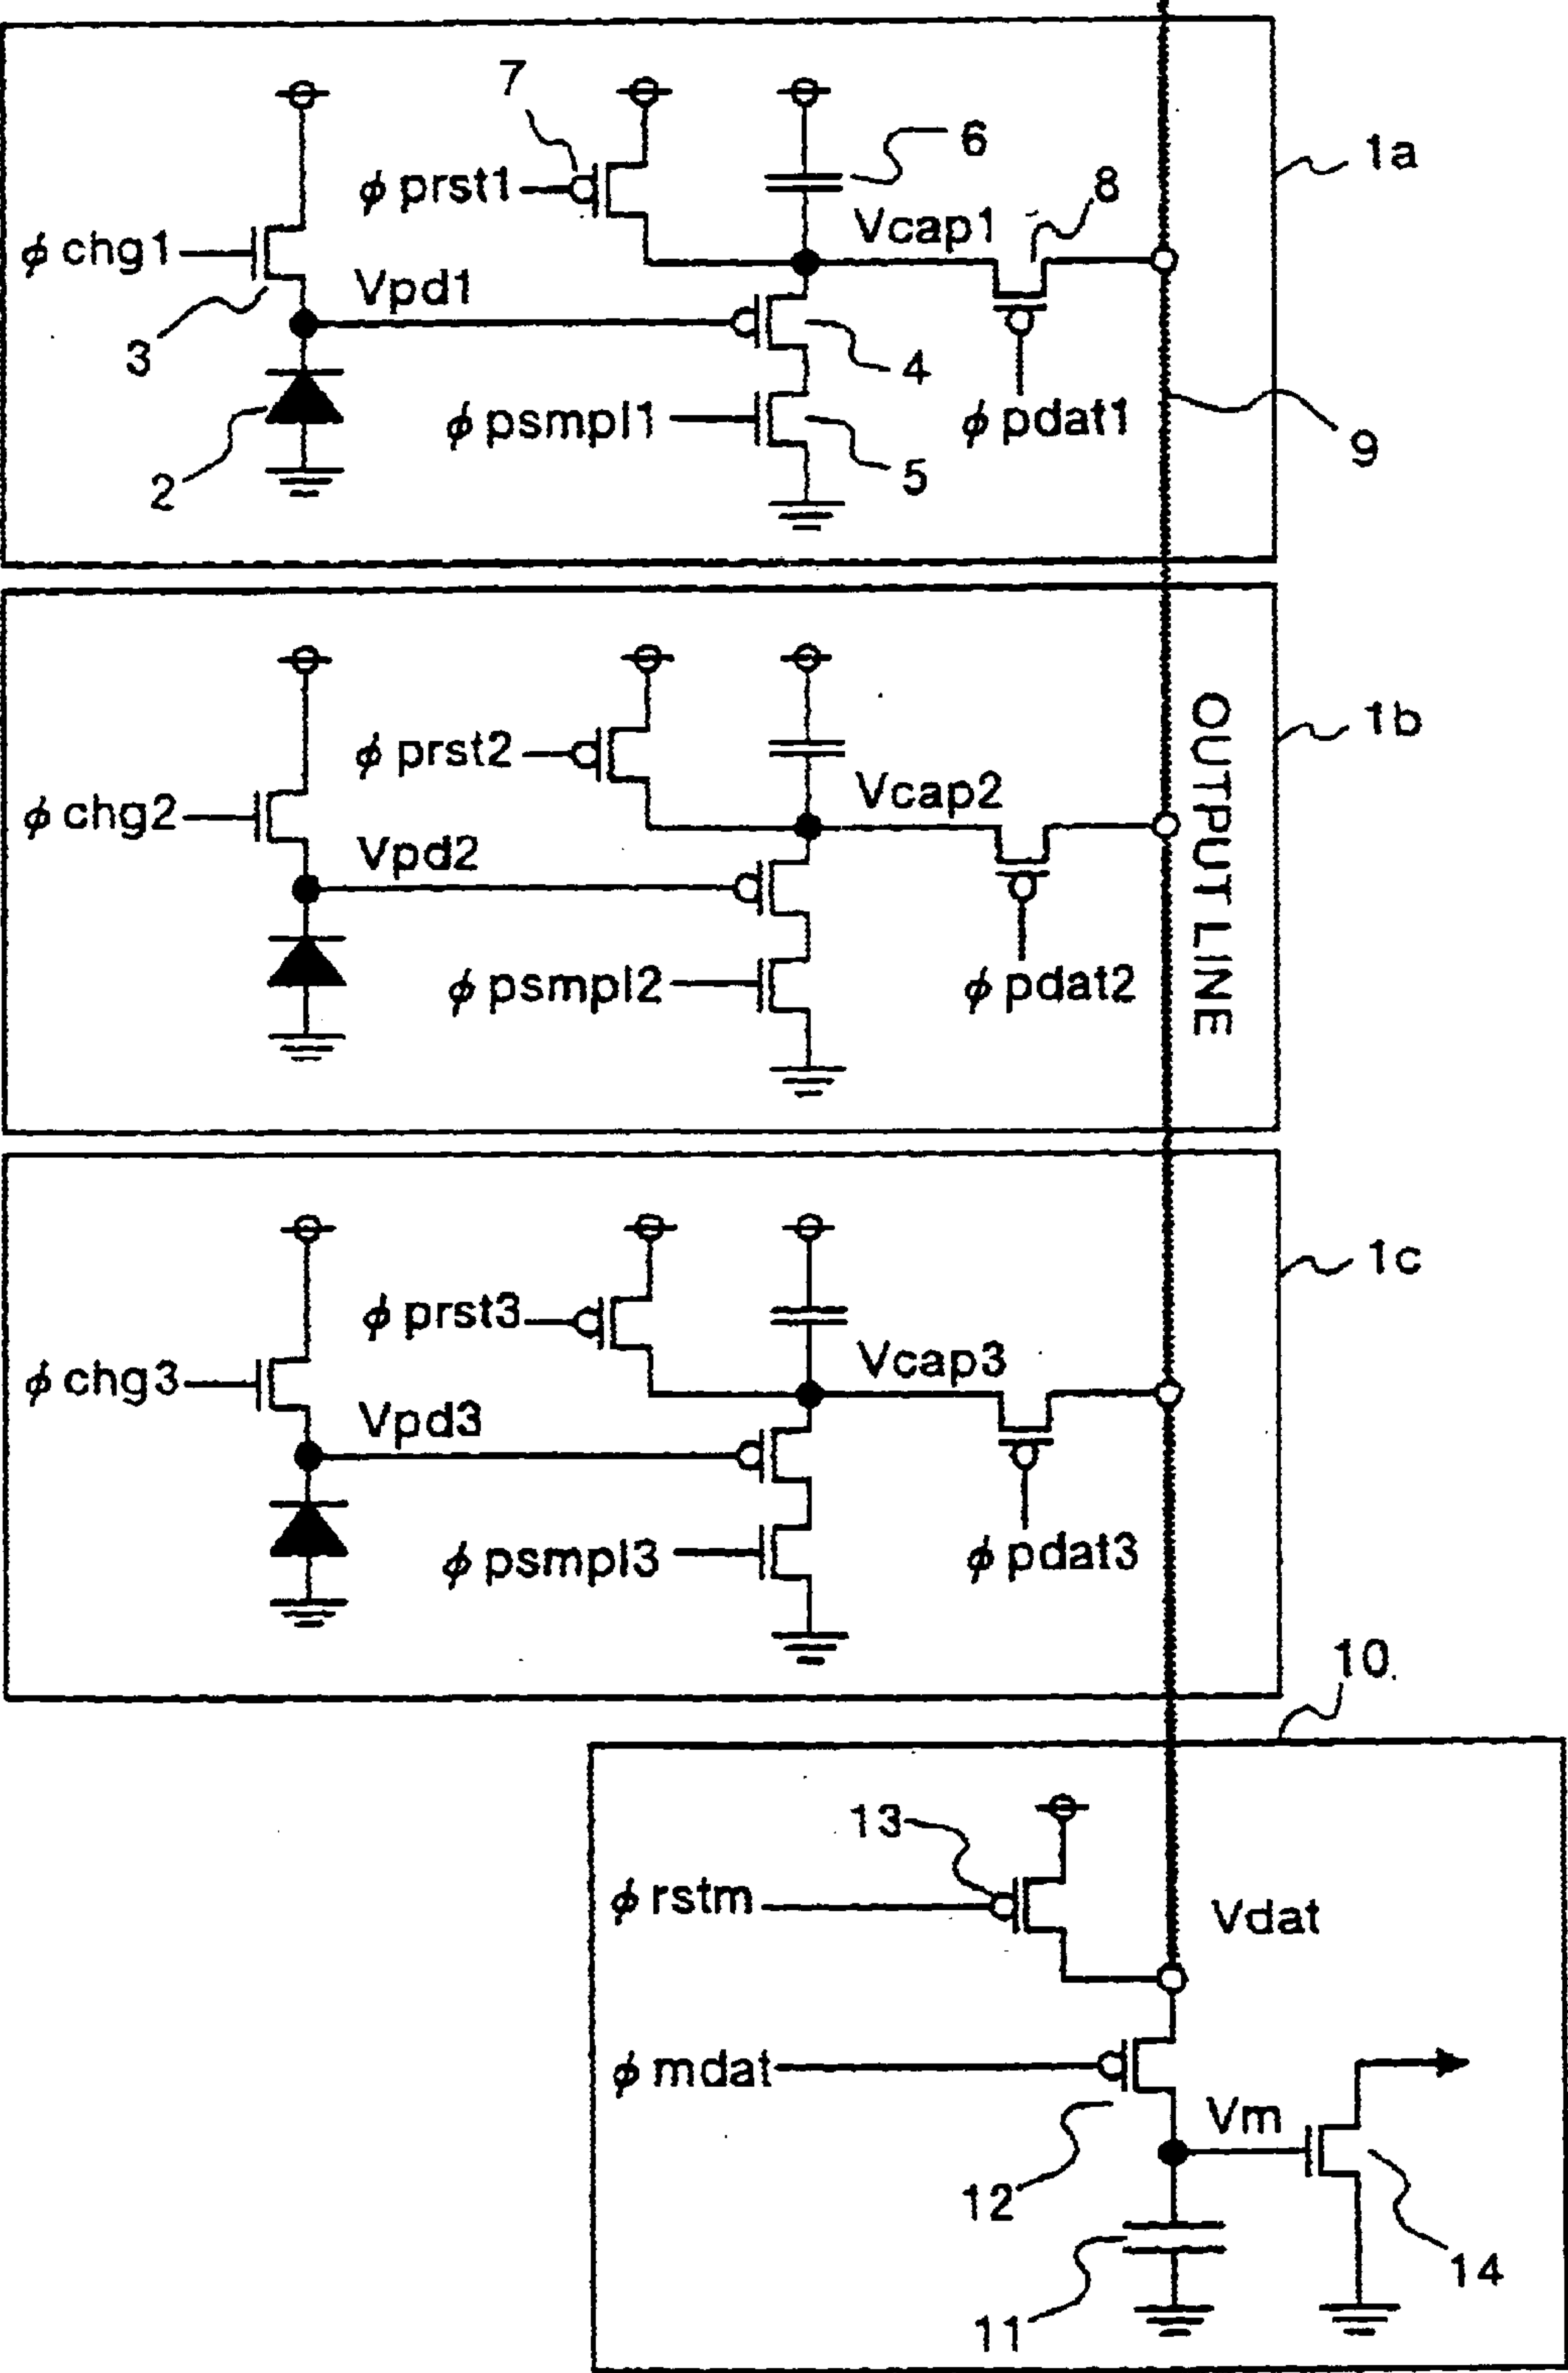 7
6
1a
ϕ prst1
8
Vcap1
ϕ chg1
Vpd1
3
4
ϕ psmpl1
ϕ pdat1
9
2
5
1b
ϕ prst2
OUTPUT LINE
Vcap2
ϕ chg2
Vpd2
ϕ psmpl2
ϕ pdat2
1c
ϕ prst3
Vcap3
ϕ chg3
Vpd3
ϕ psmpl3
ϕ pdat3
10
13
ϕ rstm
Vdat
ϕ mdat
Vm
12
14
11